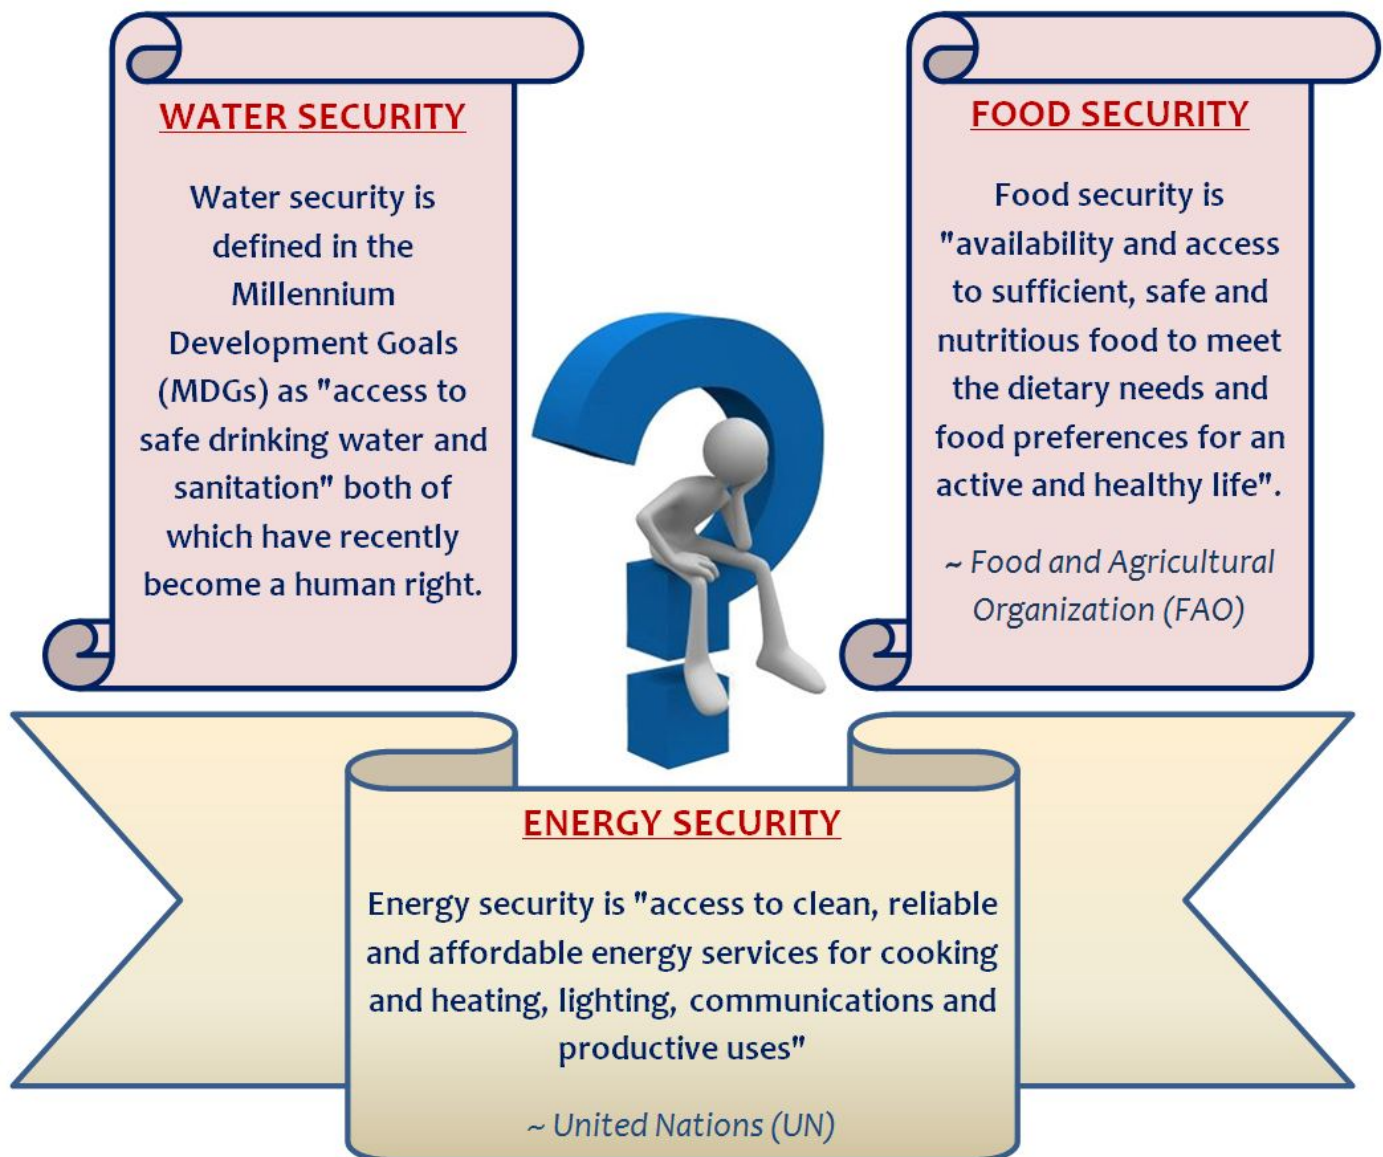 WATER SECURITY
Water security is
defined in the
Millennium
Development Goals
(MDGs) as "access to
safe drinking water and
sanitation" both of
which have recently
become a human right.
FOOD SECURITY
Food security is
"availability and access
to sufficient, safe and
nutritious food to meet
the dietary needs and
food preferences for an
active and healthy life".
~ Food and Agricultural
Organization (FAO)
ENERGY SECURITY
Energy security is "access to clean, reliable
and affordable energy services for cooking
and heating, lighting, communications and
productive uses"
~ United Nations (UN)